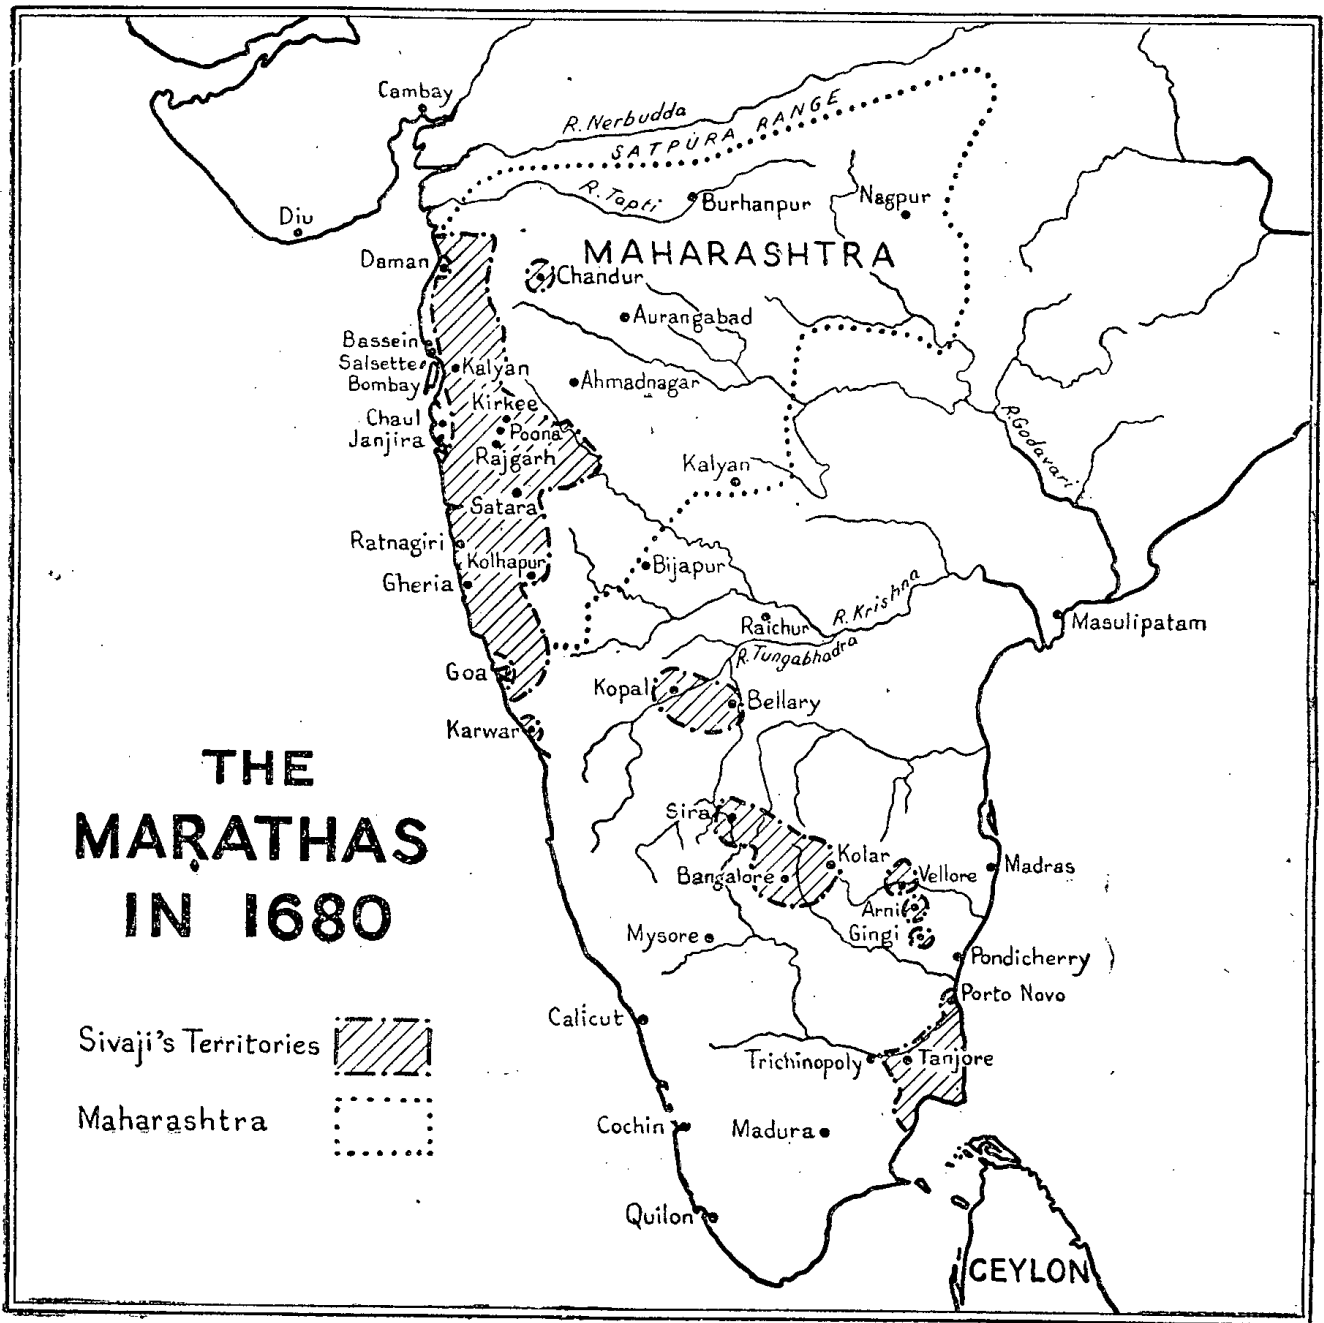 Cambay
R. Nerbudda
SATPURA RANGE
R. Tapti
Burhanpur
Nagpur
Diu
MAHARASHTRA
Daman
Chandur
Aurangabad
Bassein
Salsette
Bombay
Kalyan
Ahmadnagar
Kirkee
Chaul
Janjira
Poona
R. Godavari
Rajgarh
Kalyan
Satara
Ratnagiri
Kolhapur
Bijapur
Gheria
R. Krishna
Raichur
Masulipatam
R. Tungabhadra
Goa
Kopal
Bellary
Karwar
THE
MARATHAS
IN 1680
Sira
Kolar
Bangalore
Vellore
Madras
Arni
Gingi
Mysore
Pondicherry
Porto Novo
Calicut
Sivaji's Territories
Trichinopoly
Tanjore
Maharashtra
Cochin
Madura
Quilon
CEYLON